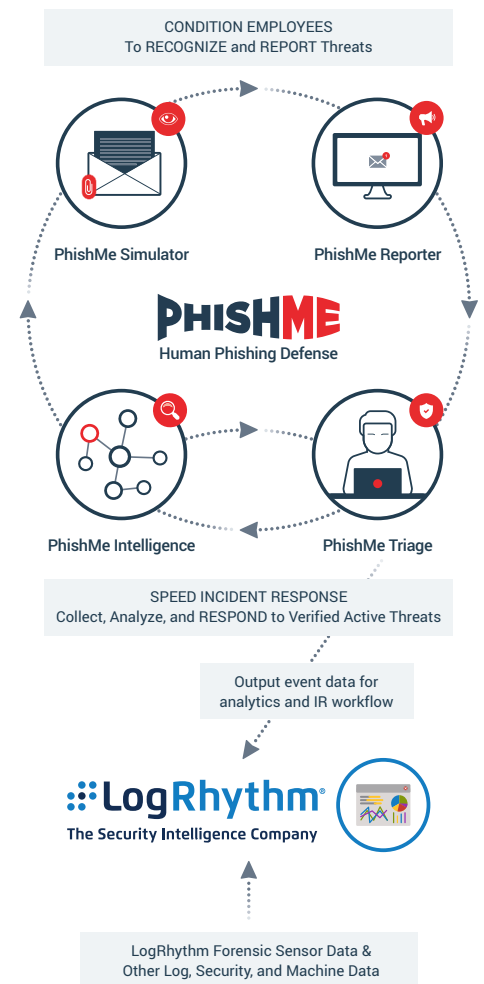 CONDITION EMPLOYEES
To RECOGNIZE and REPORT Threats
PhishMe Simulator
PhishMe Reporter
PHISHME
Human Phishing Defense
PhishMe Intelligence
PhishMe Triage
SPEED INCIDENT RESPONSE
Collect, Analyze, and RESPOND to Verified Active Threats
Output event data for
analytics and IR workflow
LogRhythm®
The Security Intelligence Company
LogRhythm Forensic Sensor Data &
Other Log, Security, and Machine Data